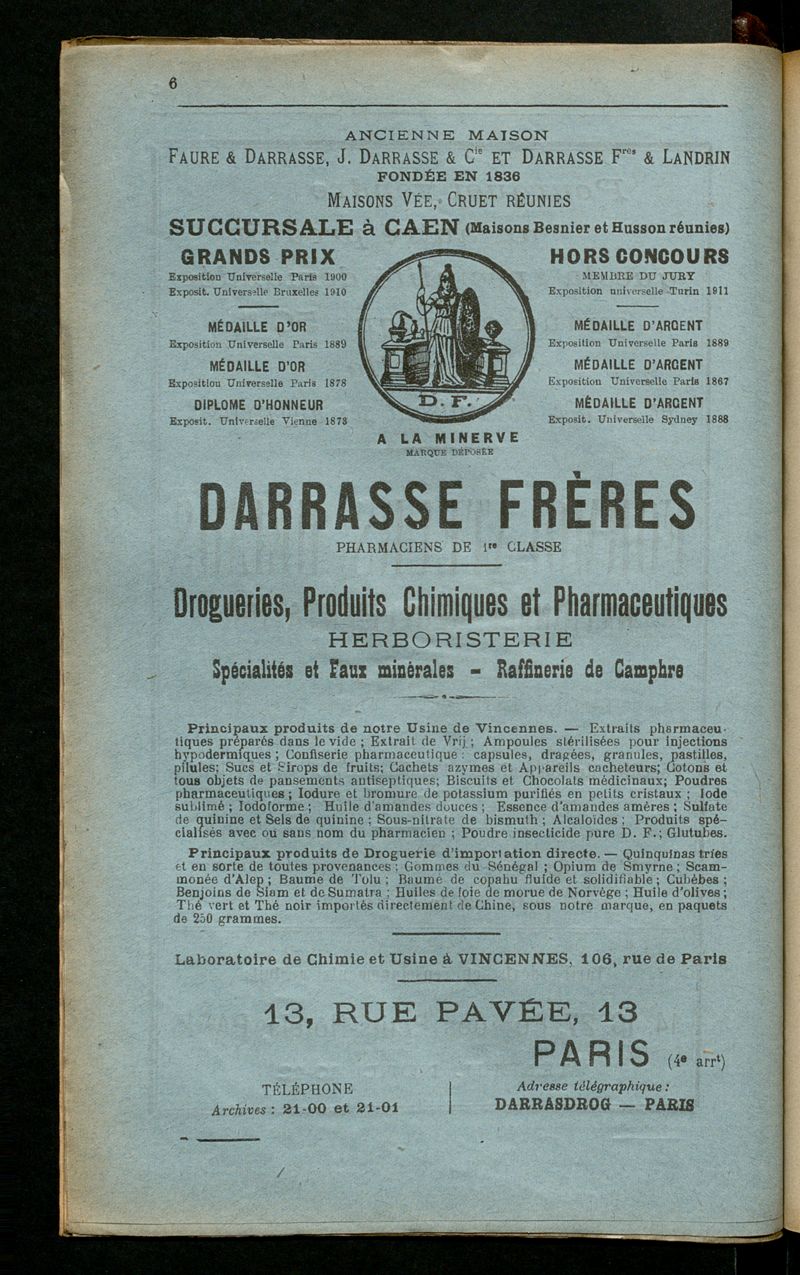 6
ANCIENNE MAISON
FAURE & DARRASSE, J. DARRASSE & Cie ET DARRASSE Fres & LANDRIN
FONDÉE EN 1836
MAISONS VÉE, CRUET RÉUNIES
SUCCURSALE à CAEN (Maisons Besnier et Husson réunies)
GRANDS PRIX
Exposition Universelle Paris 1900
Exposit. Universelle Bruxelles 1910
MÉDAILLE D'OR
Exposition Universelle Paris 1889
MÉDAILLE D'OR
Exposition Universelle Paris 1878
DIPLOME D'HONNEUR
Exposit. Universelle Vienne 1873
D. F.
A LA MINERVE
MARQUE DÉPOSÉE
HORS CONCOURS
MEMBRE DU JURY
Exposition universelle Turin 1911
MÉDAILLE D'ARGENT
Exposition Universelle Paris 1889
MÉDAILLE D'ARGENT
Exposition Universelle Paris 1867
MÉDAILLE D'ARGENT
Exposit. Universelle Sydney 1888
DARRASSE FRÈRES
PHARMACIENS DE 1re CLASSE
Drogueries, Produits Chimiques et Pharmaceutiques
HERBORISTERIE
Spécialités et Eaux minérales - Raffinerie de Camphre
Principaux produits de notre Usine de Vincennes. — Extraits pharmaceu-
tiques préparés dans le vide ; Extrait de Vrij ; Ampoules stérilisées pour injections
hypodermiques ; Confiserie pharmaceutique : capsules, dragées, granules, pastilles,
pilules; Sucs et Sirops de fruits; Cachets azymes et Appareils cacheteurs; Cotons et
tous objets de pansements antiseptiques; Biscuits et Chocolats médicinaux; Poudres
pharmaceutiques ; Iodure et bromure de potassium purifiés en petits cristaux ; Iode
sublimé ; Iodoforme ; Huile d'amandes douces ; Essence d'amandes amères ; Sulfate
de quinine et Sels de quinine ; Sous-nitrate de bismuth ; Alcaloïdes ; Produits spé-
cialisés avec ou sans nom du pharmacien ; Poudre insecticide pure D. F.; Glutubes.
Principaux produits de Droguerie d'importation directe. — Quinquinas triés
et en sorte de toutes provenances ; Gommes du Sénégal ; Opium de Smyrne ; Scam-
monée d'Alep ; Baume de Tolu ; Baume de copahu fluide et solidifiable ; Cubèbes ;
Benjoins de Siam et de Sumatra ; Huiles de foie de morue de Norvège ; Huile d'olives ;
Thé vert et Thé noir importés directement de Chine, sous notre marque, en paquets
de 250 grammes.
Laboratoire de Chimie et Usine à VINCENNES, 106, rue de Paris
13, RUE PAVÉE, 13
PARIS (4e arrt)
TÉLÉPHONE
Archives : 21-00 et 21-01
Adresse télégraphique :
DARRASDROG — PARIS